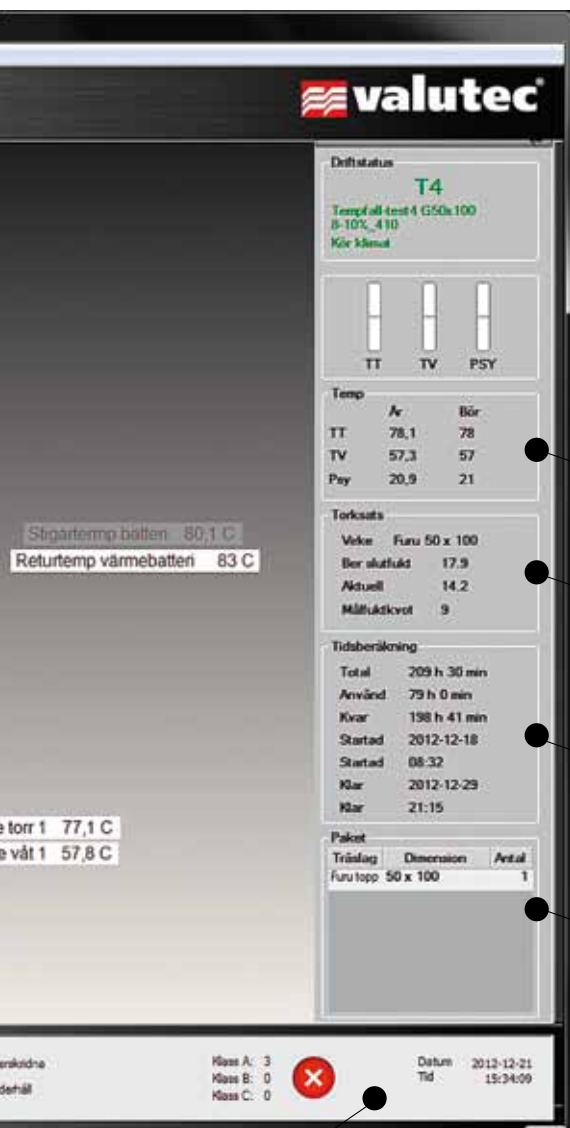 valutec
Driftstatus
T4
Tempfall-test4 G50x100
8-10%_410
Kör klimat
TT TV PSY
Temp
Är Bör
TT 78,1 78
TV 57,3 57
Psy 20,9 21
Stigartermp batteri 80,1 C
Returtemp värmebatteri 83 C
Torksats
Veke Furu 50 x 100
Ber slutfukt 17.9
Aktuell 14.2
Målfuktkvot 9
Tidsberäkning
Total 209 h 30 min
Använd 79 h 0 min
Kvar 198 h 41 min
Startad 2012-12-18
Startad 08:32
Klar 2012-12-29
Klar 21:15
e torr 1 77,1 C
e våt 1 57,8 C
Paket
Träslag Dimension Antal
Furu topp 50 x 100 1
Klass A: 3
Klass B: 0
Klass C: 0
Datum 2012-12-21
Tid 15:34:09